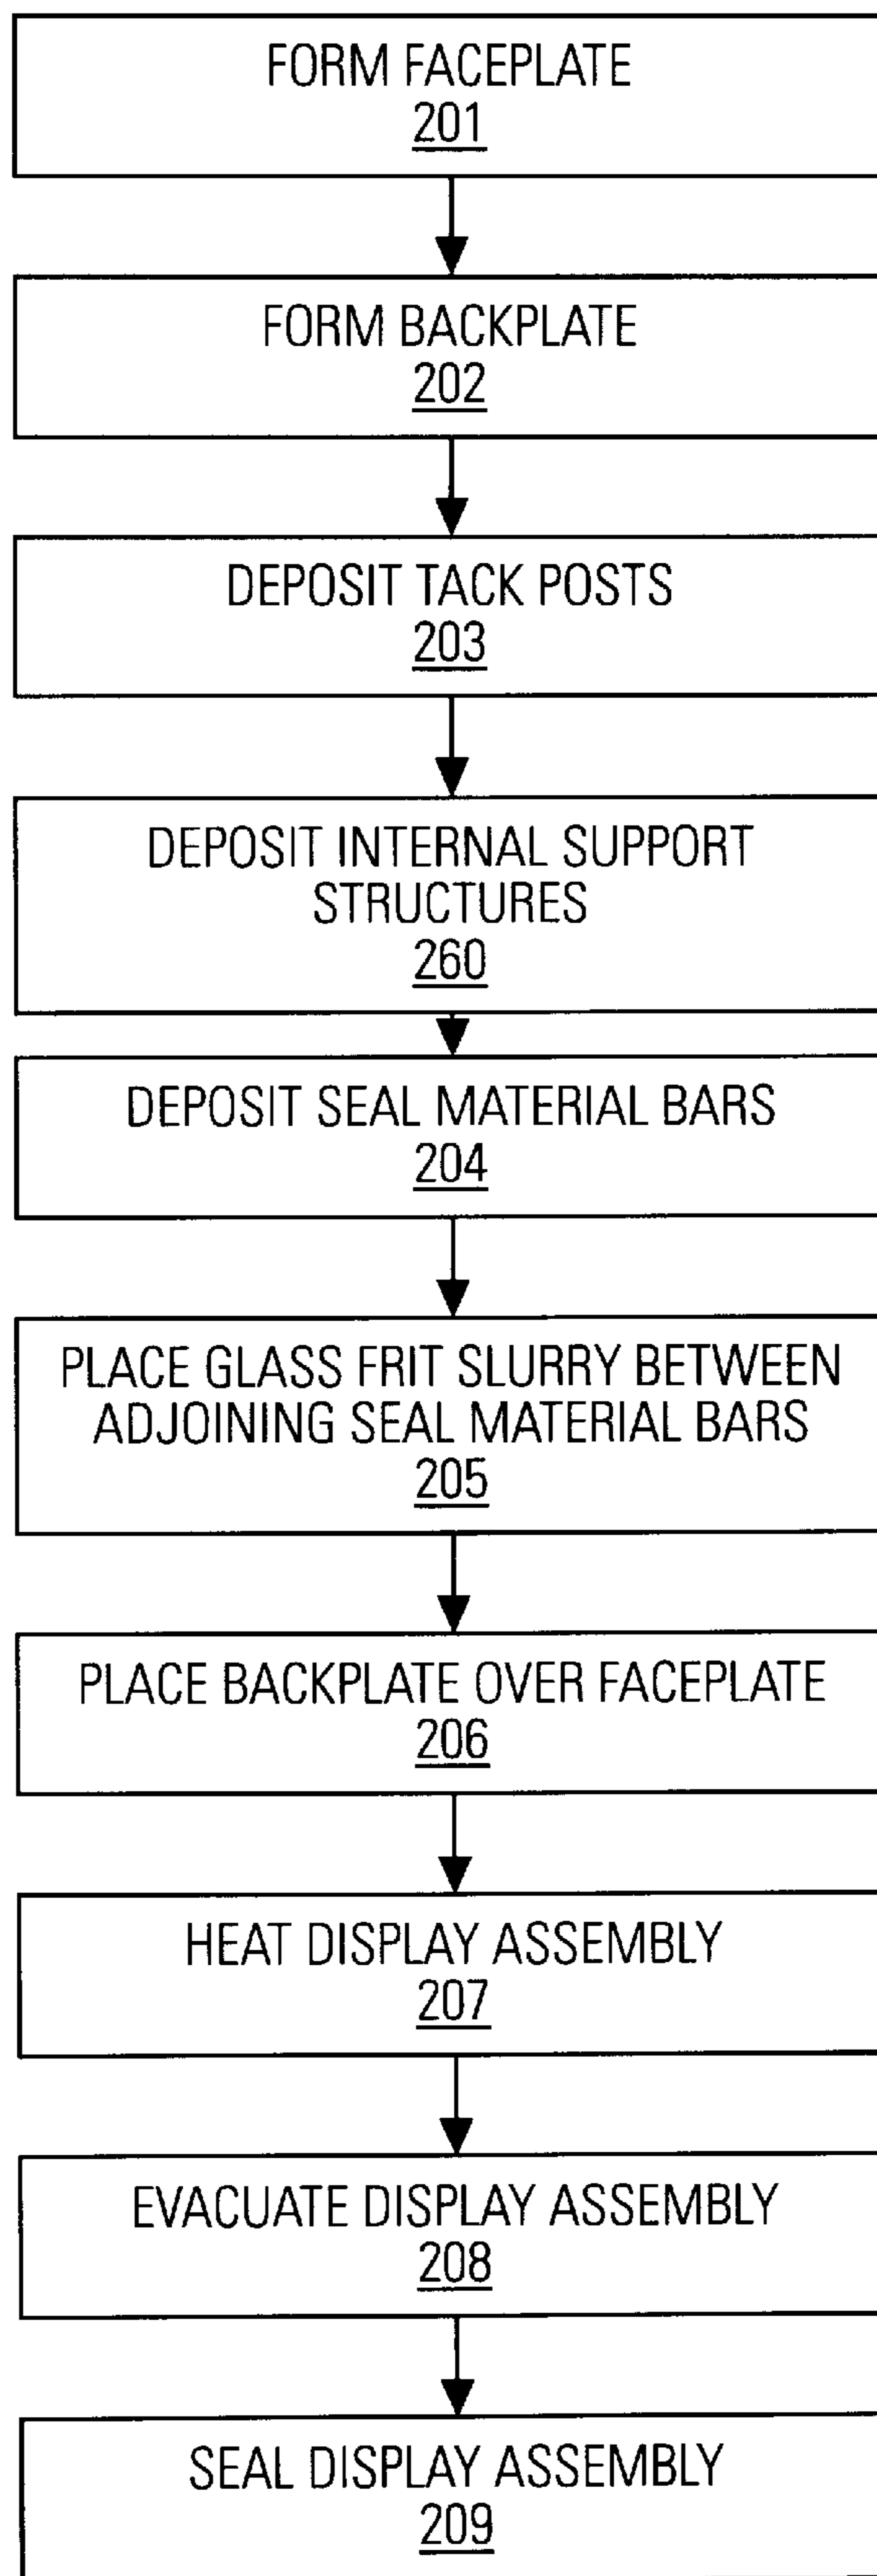 FORM FACEPLATE
201
FORM BACKPLATE
202
DEPOSIT TACK POSTS
203
DEPOSIT INTERNAL SUPPORT
STRUCTURES
260
DEPOSIT SEAL MATERIAL BARS
204
PLACE GLASS FRIT SLURRY BETWEEN
ADJOINING SEAL MATERIAL BARS
205
PLACE BACKPLATE OVER FACEPLATE
206
HEAT DISPLAY ASSEMBLY
207
EVACUATE DISPLAY ASSEMBLY
208
SEAL DISPLAY ASSEMBLY
209